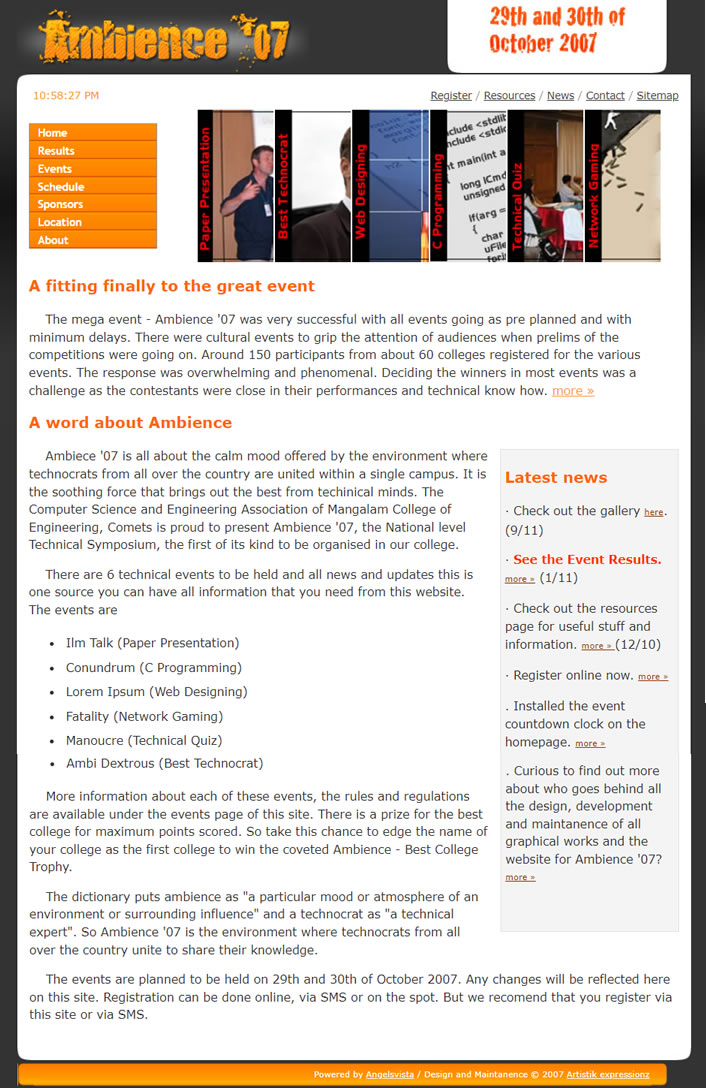 Ambience '07
29th and 30th of
October 2007
10:58:27 PM
Register / Resources / News / Contact / Sitemap
Home
Results
Events
Schedule
Sponsors
Location
About
Paper Presentation
Best Technocrat
Web Designing
C Programming
Technical Quiz
Network Gaming
A fitting finally to the great event
The mega event - Ambience '07 was very successful with all events going as pre planned and with
minimum delays. There were cultural events to grip the attention of audiences when prelims of the
competitions were going on. Around 150 participants from about 60 colleges registered for the various
events. The response was overwhelming and phenomenal. Deciding the winners in most events was a
challenge as the contestants were close in their performances and technical know how. more »
A word about Ambience
Ambiece '07 is all about the calm mood offered by the environment where
technocrats from all over the country are united within a single campus. It is
the soothing force that brings out the best from techinical minds. The
Computer Science and Engineering Association of Mangalam College of
Engineering, Comets is proud to present Ambience '07, the National level
Technical Symposium, the first of its kind to be organised in our college.
There are 6 technical events to be held and all news and updates this is
one source you can have all information that you need from this website.
The events are
• Ilm Talk (Paper Presentation)
• Conundrum (C Programming)
• Lorem Ipsum (Web Designing)
• Fatality (Network Gaming)
• Manoucre (Technical Quiz)
• Ambi Dextrous (Best Technocrat)
More information about each of these events, the rules and regulations
are available under the events page of this site. There is a prize for the best
college for maximum points scored. So take this chance to edge the name of
your college as the first college to win the coveted Ambience - Best College
Trophy.
The dictionary puts ambience as "a particular mood or atmosphere of an
environment or surrounding influence" and a technocrat as "a technical
expert". So Ambience '07 is the environment where technocrats from all
over the country unite to share their knowledge.
Latest news
· Check out the gallery here.
(9/11)
· See the Event Results.
more » (1/11)
· Check out the resources
page for useful stuff and
information. more » (12/10)
· Register online now. more »
. Installed the event
countdown clock on the
homepage. more »
. Curious to find out more
about who goes behind all
the design, development
and maintanence of all
graphical works and the
website for Ambience '07?
more »
The events are planned to be held on 29th and 30th of October 2007. Any changes will be reflected here
on this site. Registration can be done online, via SMS or on the spot. But we recomend that you register via
this site or via SMS.
Powered by Angelsvista / Design and Maintanence © 2007 Artistik expressionz